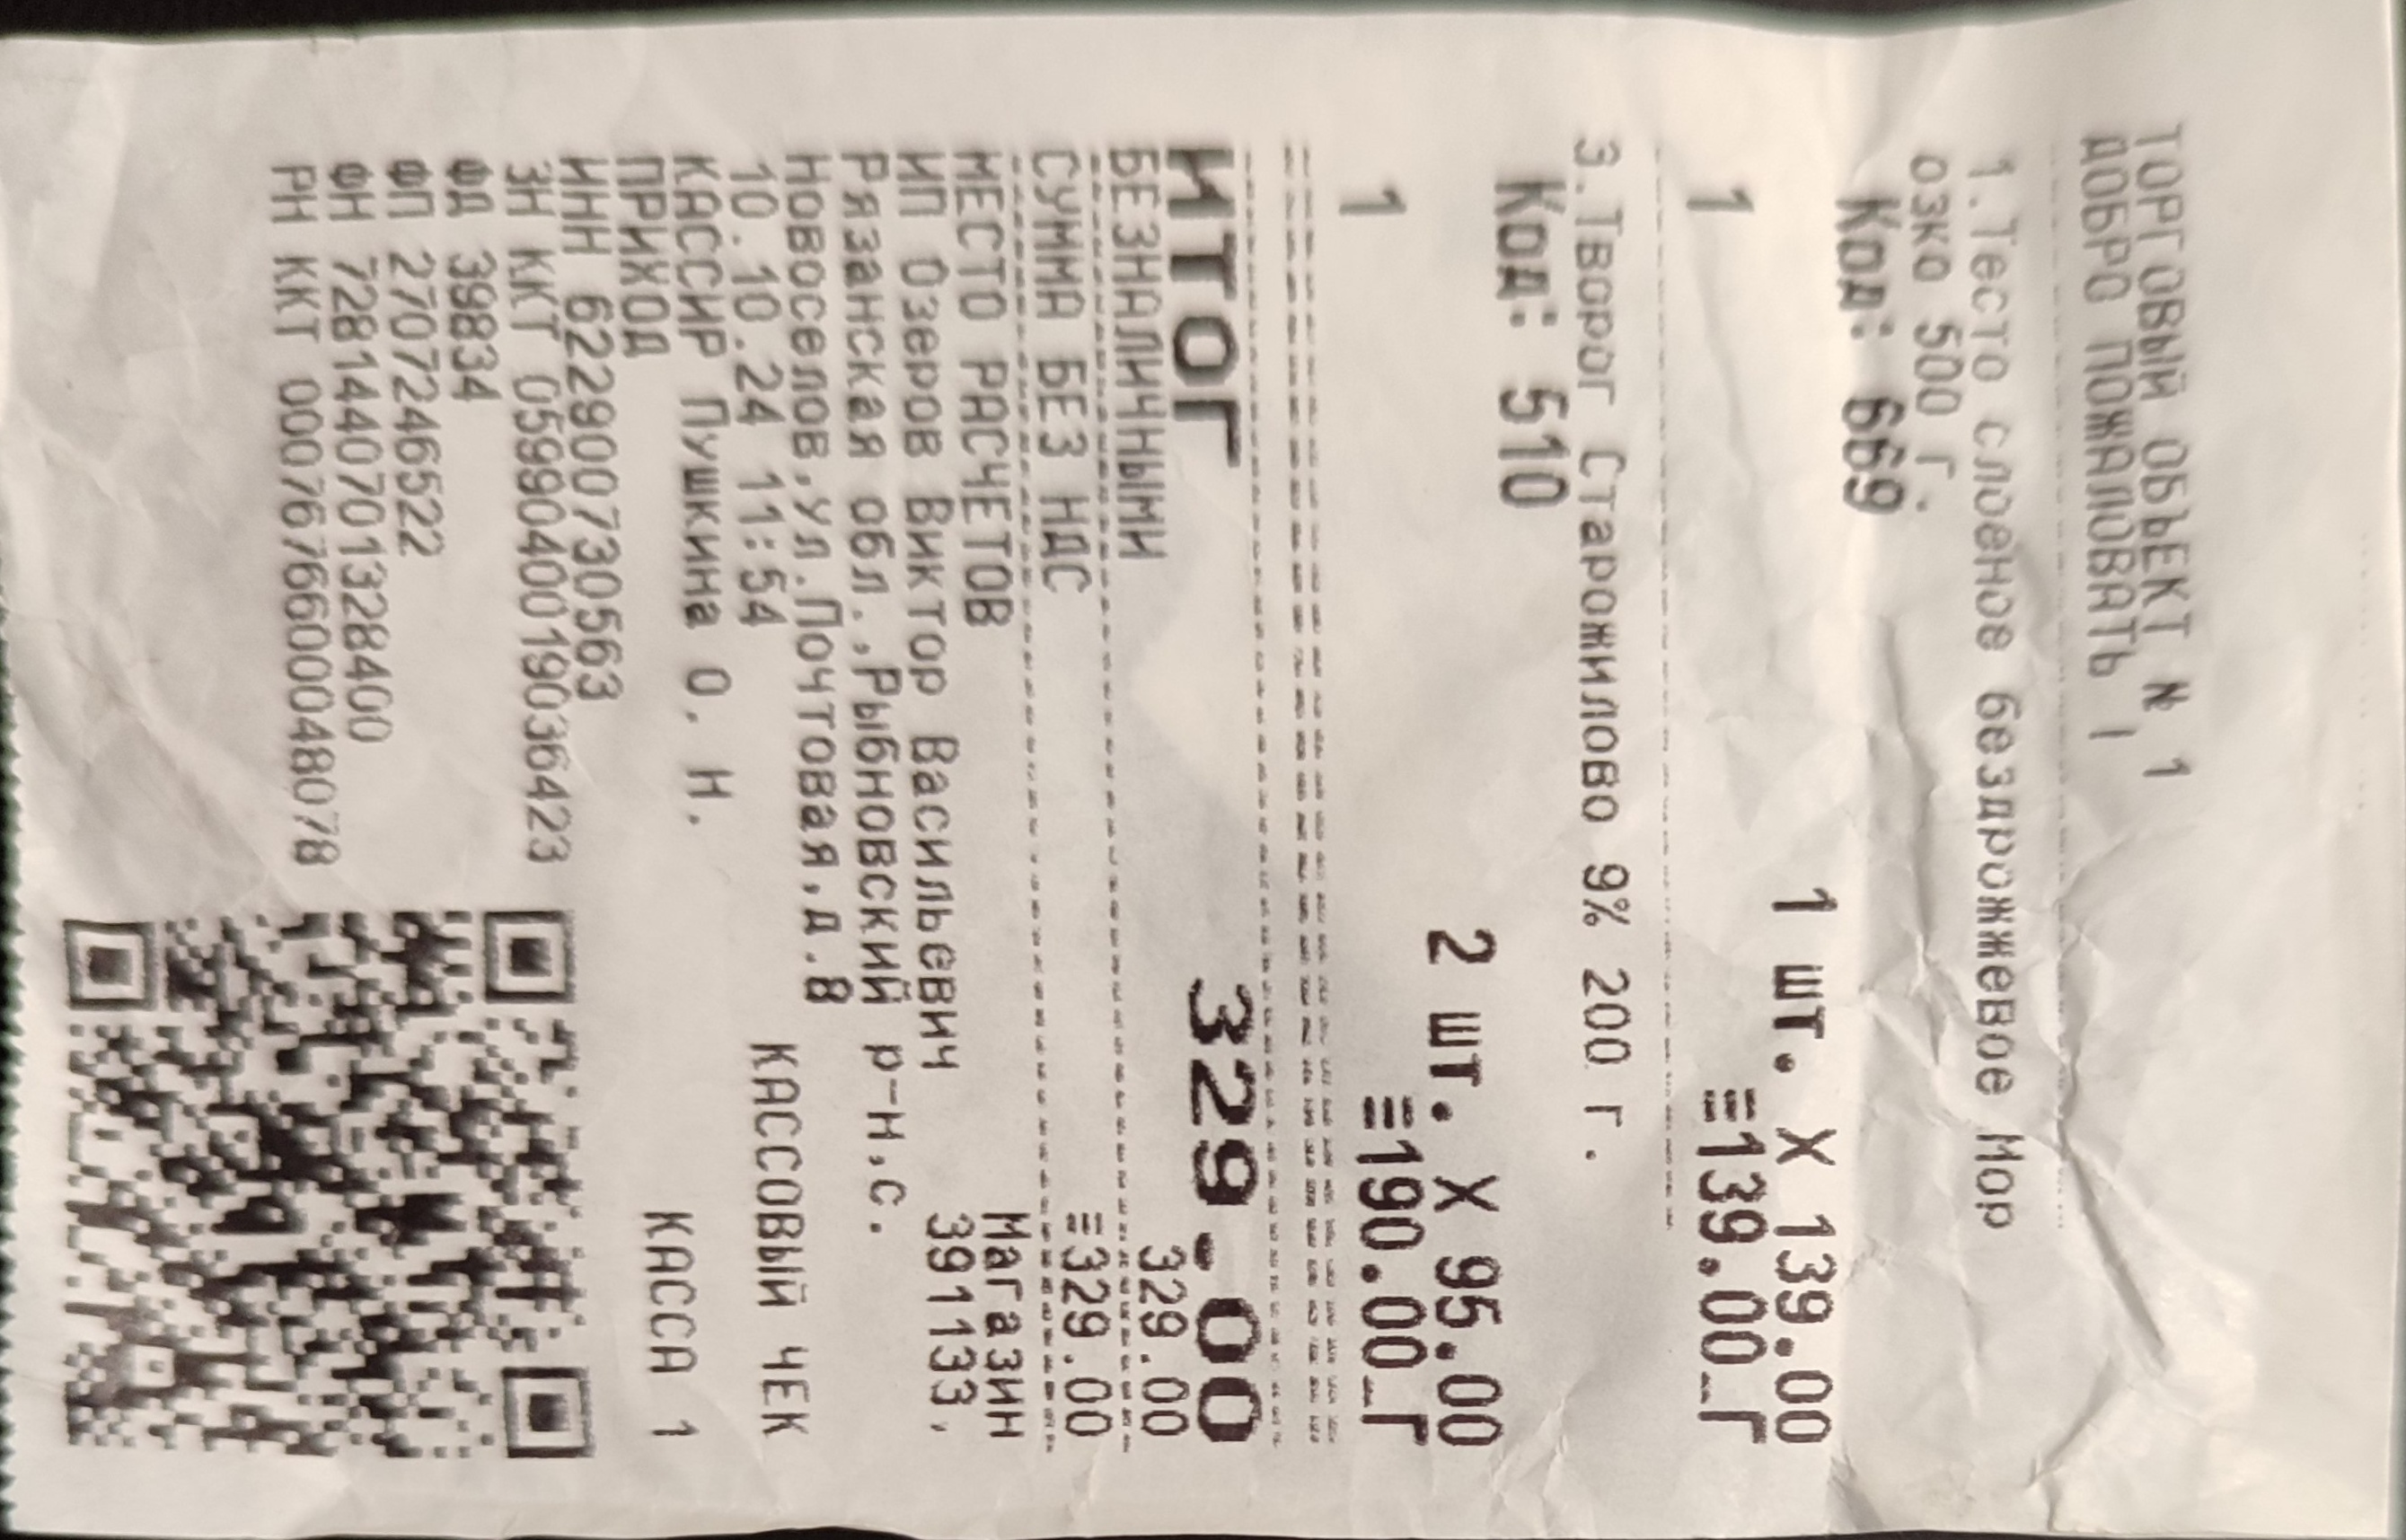 ТОРГОВЫЙ ОБЪЕКТ N 1
ДОБРО ПОЖАЛОВАТЬ !
1.Тесто слоеное бездрожжевое Мор
озко 500 г.
Код: 669
1 шт. X 139.00
1 ≡139.00_Г
3.Творог Старожилово 9% 200 г.
Код: 510
2 шт. X 95.00
1 ≡190.00_Г
ИТОГ 329.00
БЕЗНАЛИЧНЫМИ 329.00
СУММА БЕЗ НДС ≡329.00
МЕСТО РАСЧЕТОВ Магазин
ИП Озеров Виктор Васильевич 391133,
Рязанская обл.,Рыбновский р-н,с.
Новоселов,ул.Почтовая,д.8
10.10.24 11:54 КАССОВЫЙ ЧЕК
КАССИР Пушкина О. Н.
ПРИХОД КАССА 1
ИНН 622900730563
ЗН ККТ 0599040019036423
ФД 39834
ФП 2707246522
ФН 7281440701328400
РН ККТ 0007676600048078